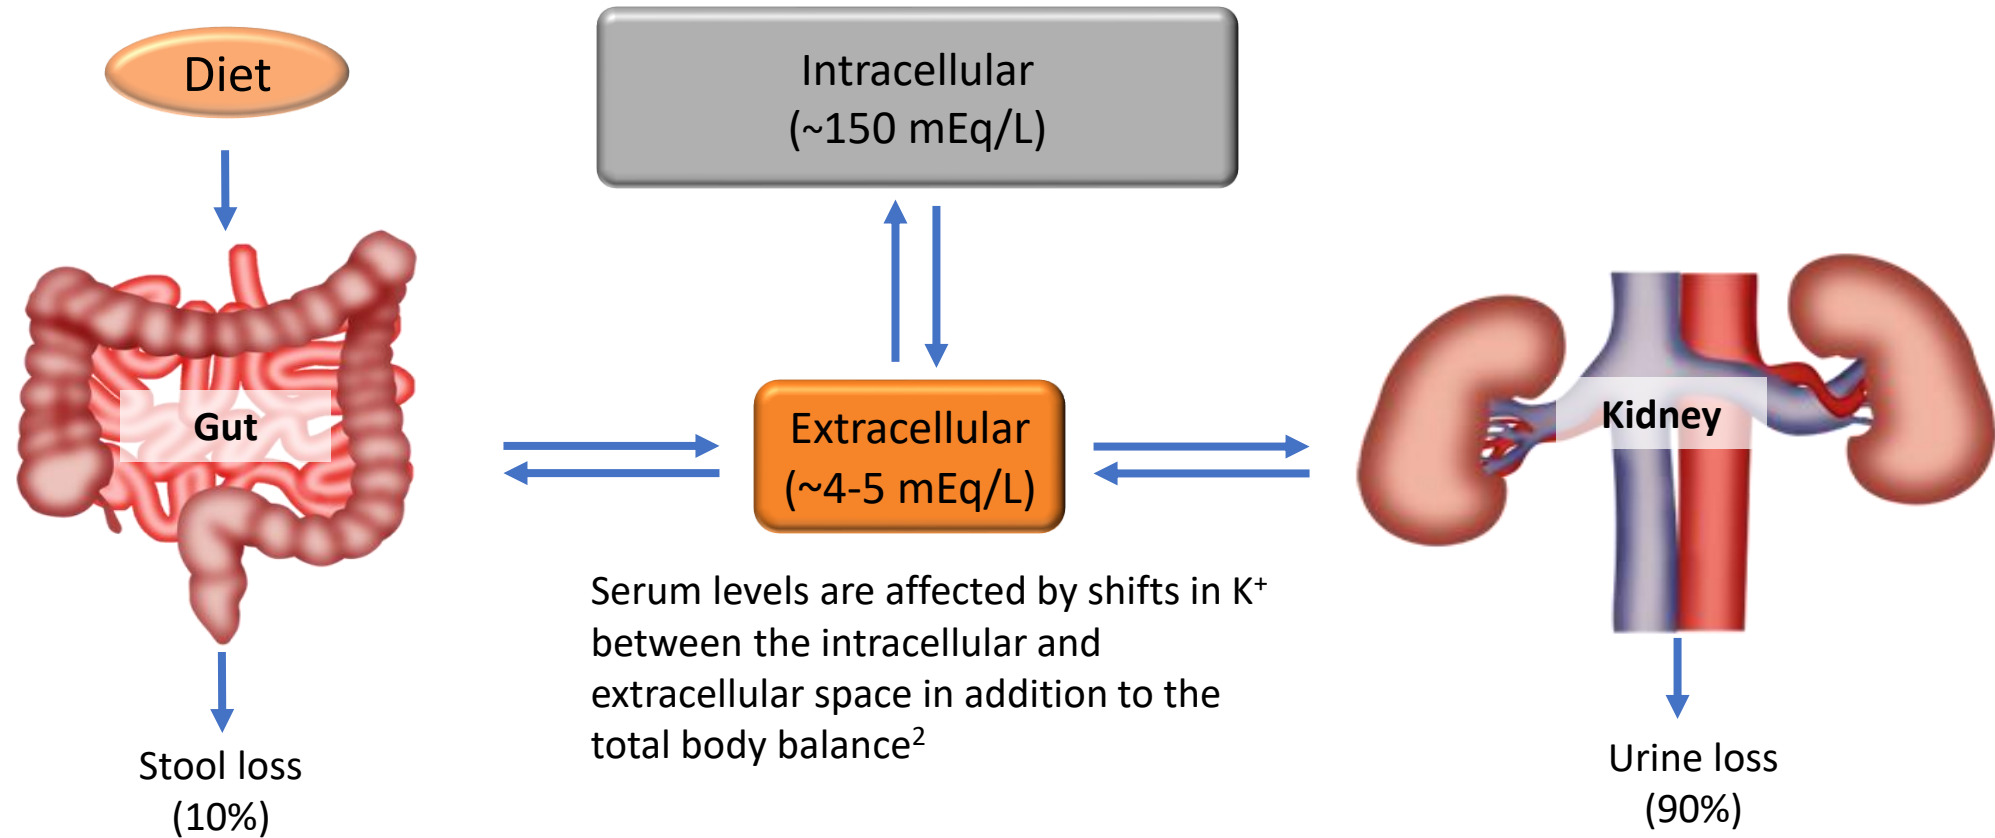 Diet
Intracellular
(~150 mEq/L)
Gut
Extracellular
(~4-5 mEq/L)
Kidney
Serum levels are affected by shifts in K⁺
between the intracellular and
extracellular space in addition to the
total body balance²
Stool loss
(10%)
Urine loss
(90%)